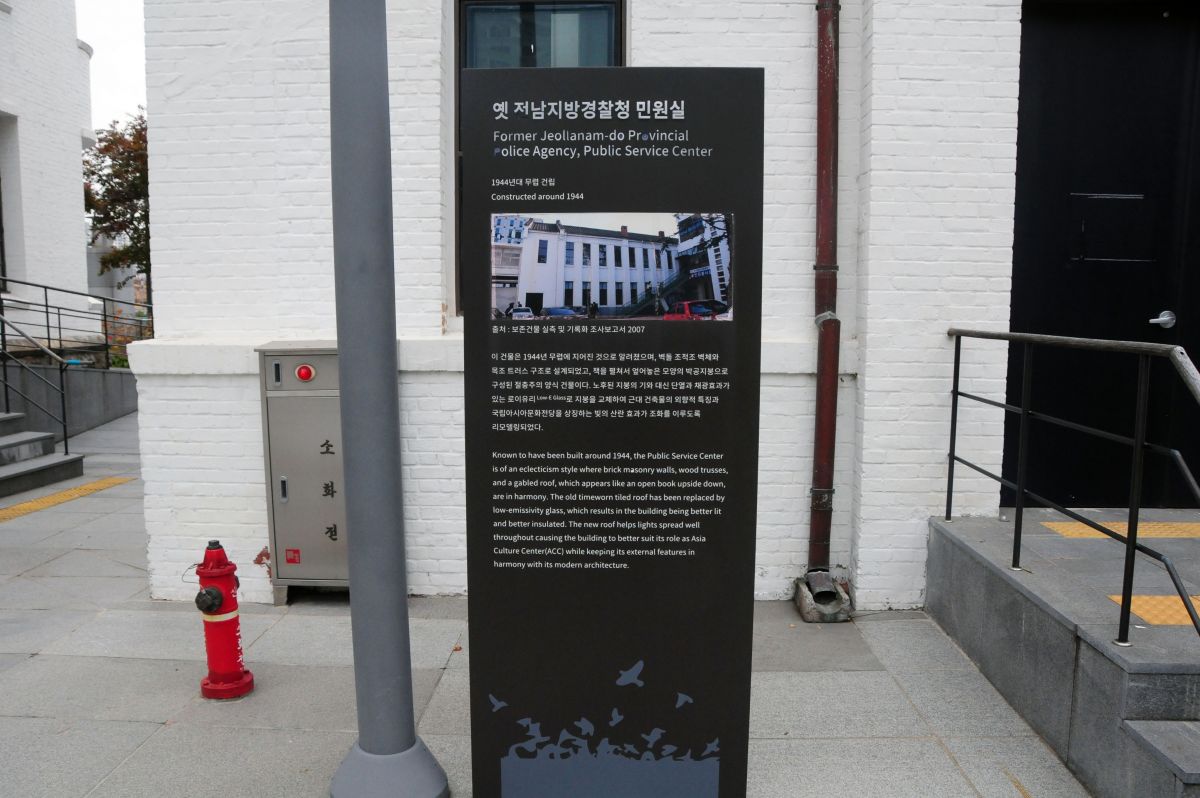 옛 전남지방경찰청 민원실
Former Jeollanam-do Provincial
Police Agency, Public Service Center
1944년대 무렵 건립
Constructed around 1944
출처 : 보존건물 실측 및 기록화 조사보고서 2007
이 건물은 1944년 무렵에 지어진 것으로 알려졌으며, 벽돌 조적조 벽체와
목조 트러스 구조로 설계되었고, 책을 펼쳐서 엎어놓은 모양의 박공지붕으로
구성된 절충주의 양식 건물이다. 노후된 지붕의 기와 대신 단열과 채광효과가
있는 로이유리 Low-E Glass로 지붕을 교체하여 근대 건축물의 외향적 특징과
국립아시아문화전당을 상징하는 빛의 산란 효과가 조화를 이루도록
리모델링되었다.
Known to have been built around 1944, the Public Service Center
is of an eclecticism style where brick masonry walls, wood trusses,
and a gabled roof, which appears like an open book upside down,
are in harmony. The old timeworn tiled roof has been replaced by
low-emissivity glass, which results in the building being better lit
and better insulated. The new roof helps lights spread well
throughout causing the building to better suit its role as Asia
Culture Center(ACC) while keeping its external features in
harmony with its modern architecture.
소
화
전